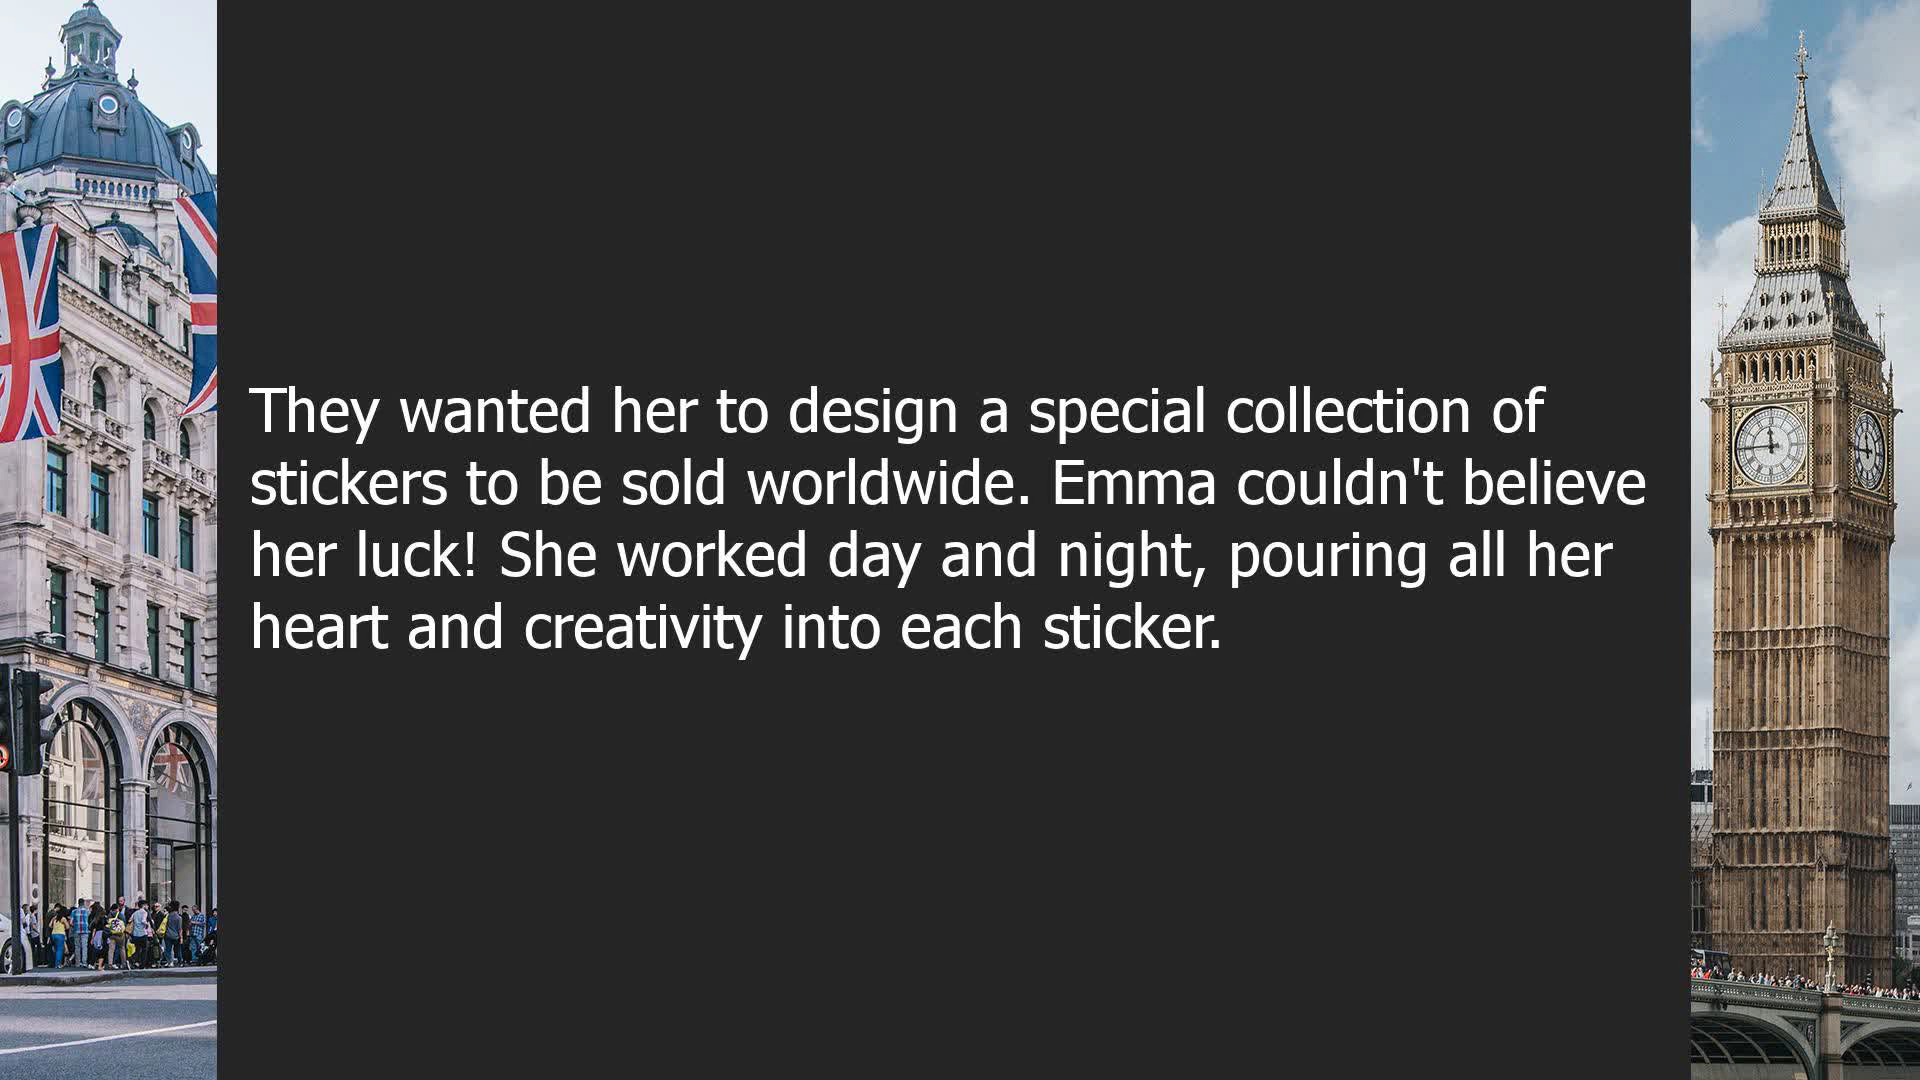 They wanted her to design a special collection of
stickers to be sold worldwide. Emma couldn't believe
her luck! She worked day and night, pouring all her
heart and creativity into each sticker.